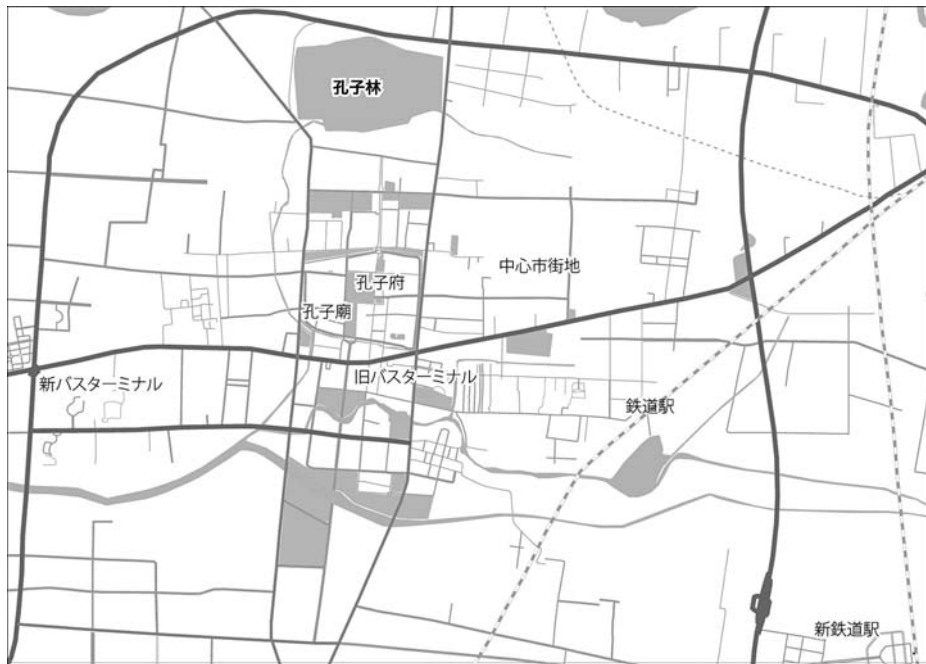 孔子林
中心市街地
孔子府
孔子廟
旧バスターミナル
新バスターミナル
鉄道駅
新鉄道駅